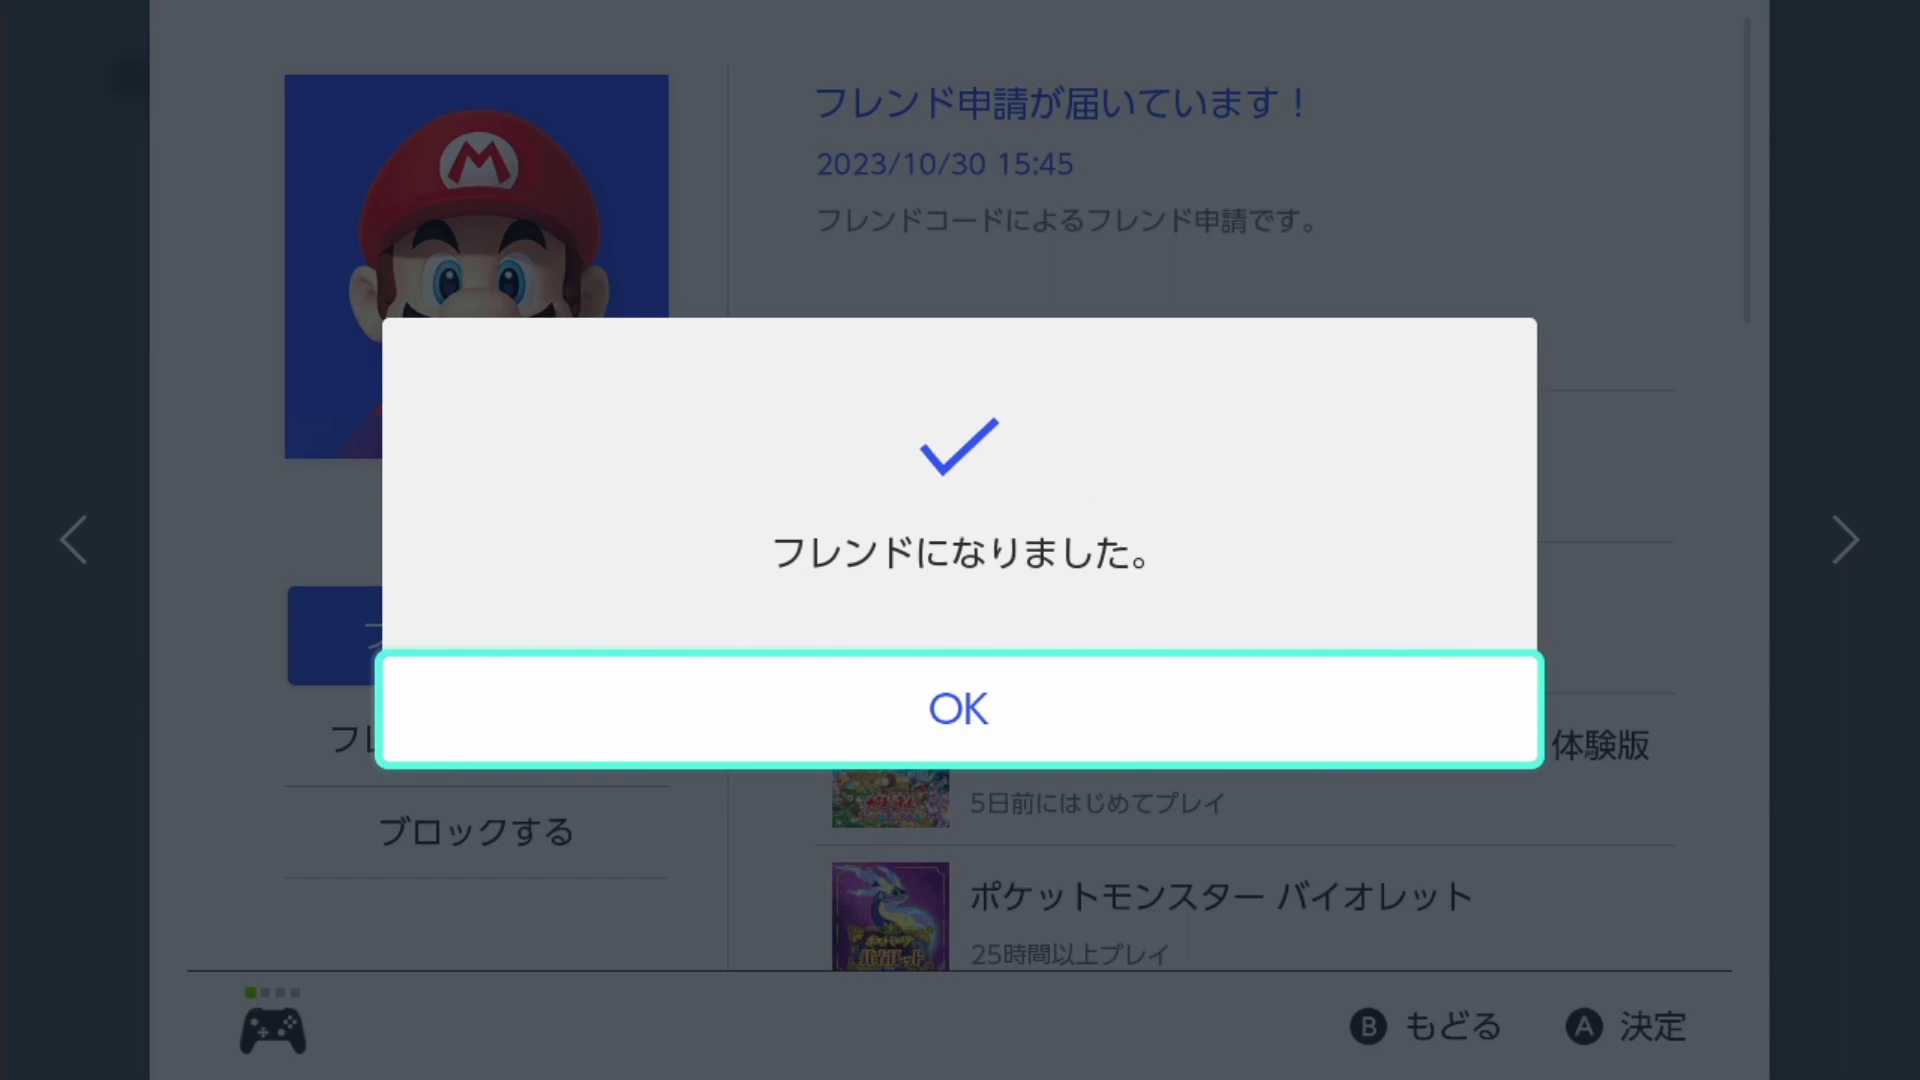 フレンド申請が届いています！
2023/10/30 15:45
フレンドコードによるフレンド申請です。
フレンドになりました。
OK
体験版
5日前にはじめてプレイ
ブロックする
ポケットモンスター バイオレット
25時間以上プレイ
B もどる
A 決定